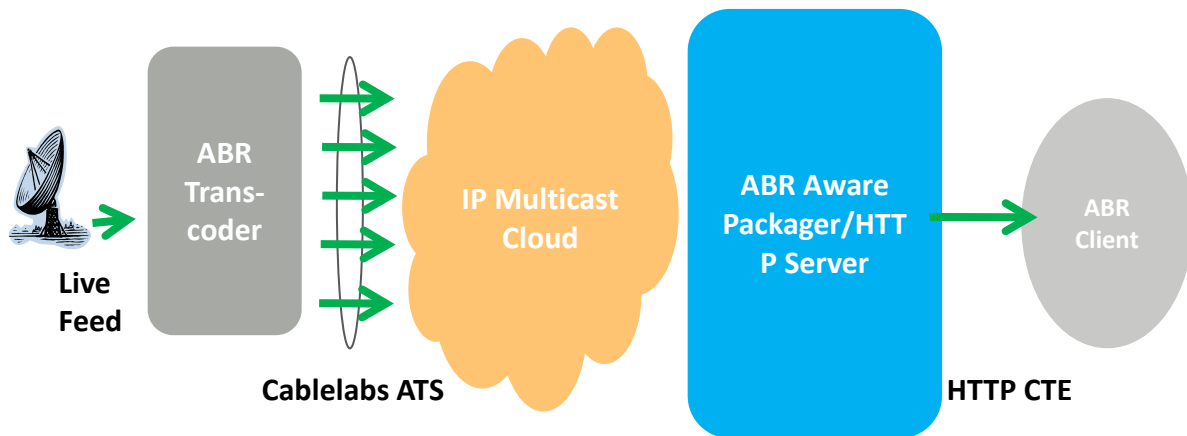 Live
Feed
ABR
Trans-
coder
Cablelabs ATS
IP Multicast
Cloud
ABR Aware
Packager/HTT
P Server
HTTP CTE
ABR
Client